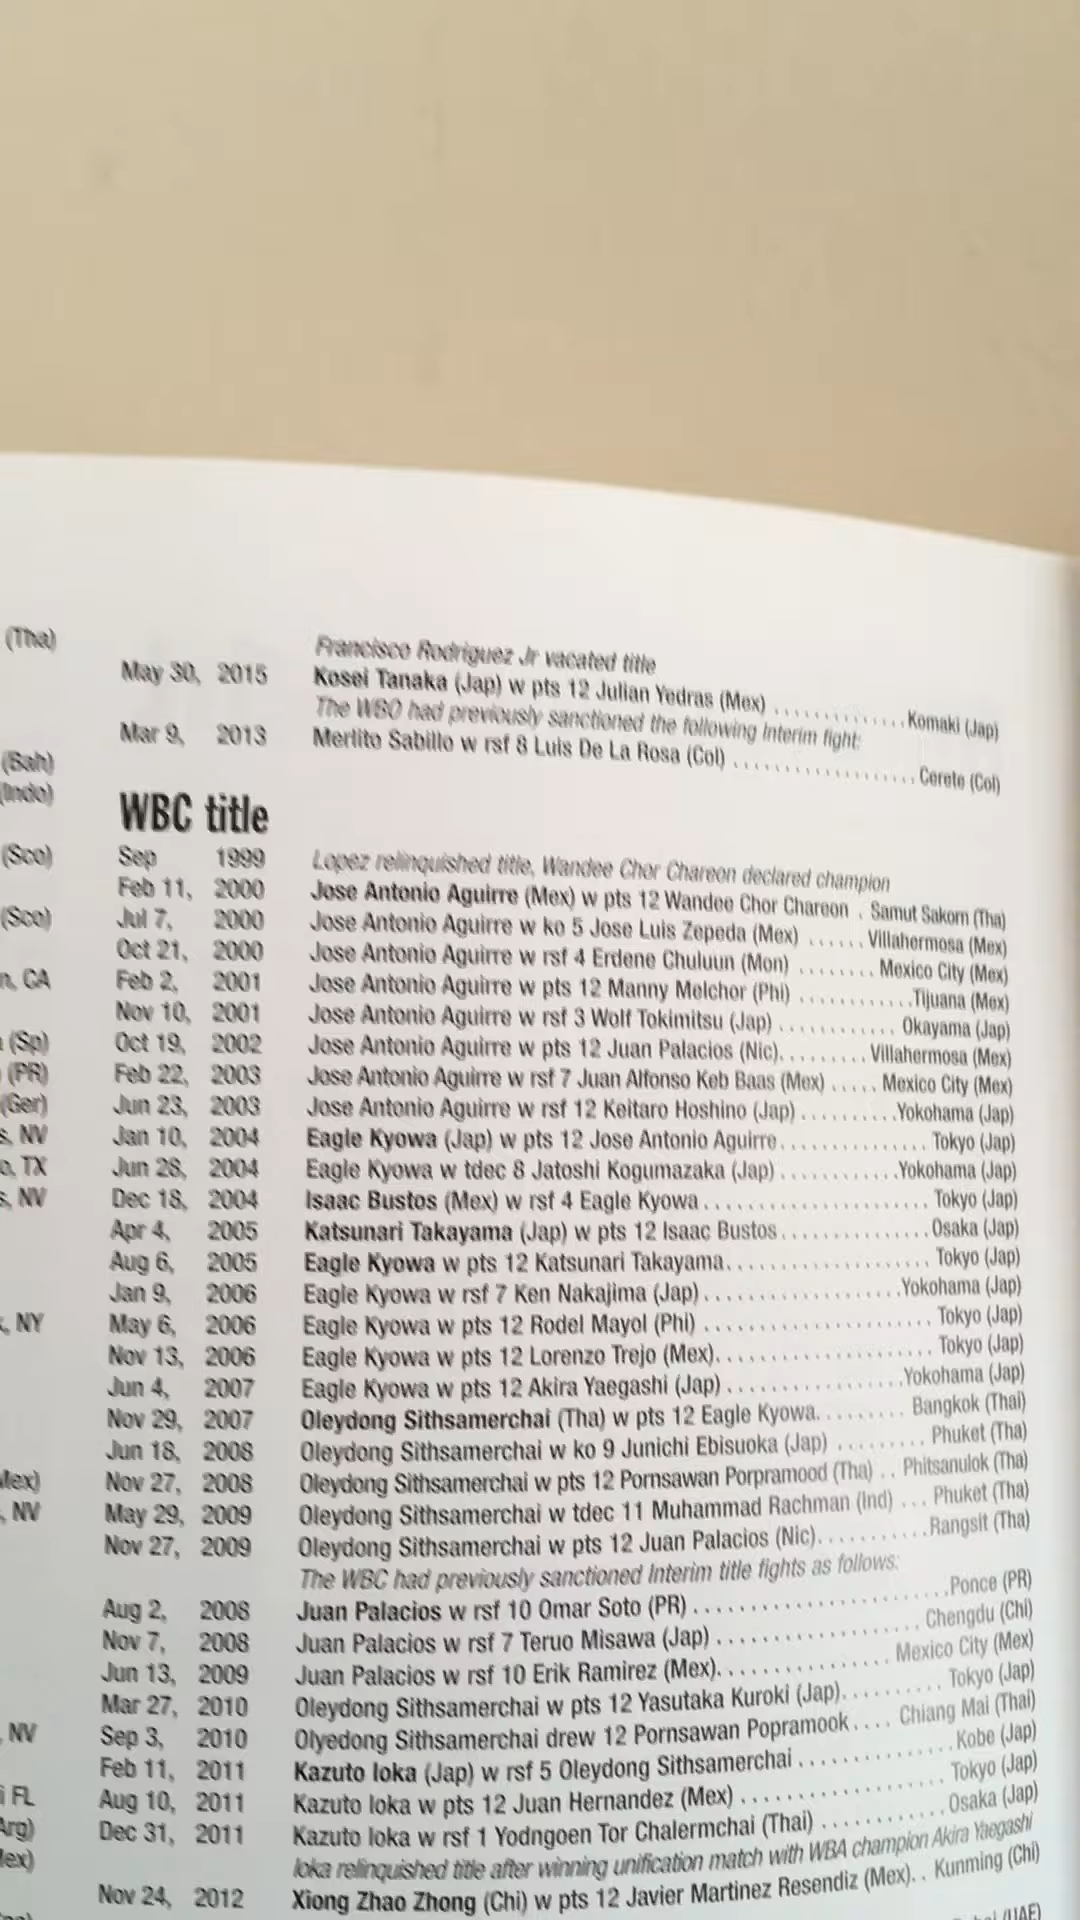 (Tha)
(Bah)
(Indo)
(Sco)
(Sco)
CA
(Sp)
(PR)
(Ger)
NV
TX
NV
NY
NV
NV
FL
Francisco Rodriguez Jr vacated title
May 30, 2015 Kosei Tanaka (Jap) w pts 12 Julian Yedras (Mex) .............. Komaki (Jap)
The WBO had previously sanctioned the following Interim fight:
Mar 9, 2013 Merlito Sabillo w rsf 8 Luis De La Rosa (Col) ................... Cerete (Col)
WBC title
Sep 1999 Lopez relinquished title, Wandee Chor Chareon declared champion
Feb 11, 2000 Jose Antonio Aguirre (Mex) w pts 12 Wandee Chor Chareon . Samut Sakorn (Tha)
Jul 7, 2000 Jose Antonio Aguirre w ko 5 Jose Luis Zepeda (Mex) ...... Villahermosa (Mex)
Oct 21, 2000 Jose Antonio Aguirre w rsf 4 Erdene Chuluun (Mon) ........ Mexico City (Mex)
Feb 2, 2001 Jose Antonio Aguirre w pts 12 Manny Melchor (Phi) ............Tijuana (Mex)
Nov 10, 2001 Jose Antonio Aguirre w rsf 3 Wolf Tokimitsu (Jap) ............ Okayama (Jap)
Oct 19, 2002 Jose Antonio Aguirre w pts 12 Juan Palacios (Nic)......... Villahermosa (Mex)
Feb 22, 2003 Jose Antonio Aguirre w rsf 7 Juan Alfonso Keb Baas (Mex) ..... Mexico City (Mex)
Jun 23, 2003 Jose Antonio Aguirre w rsf 12 Keitaro Hoshino (Jap) ..........Yokohama (Jap)
Jan 10, 2004 Eagle Kyowa (Jap) w pts 12 Jose Antonio Aguirre............... Tokyo (Jap)
Jun 28, 2004 Eagle Kyowa w tdec 8 Jatoshi Kogumazaka (Jap) ............Yokohama (Jap)
Dec 18, 2004 Isaac Bustos (Mex) w rsf 4 Eagle Kyowa....................... Tokyo (Jap)
Apr 4, 2005 Katsunari Takayama (Jap) w pts 12 Isaac Bustos............... Osaka (Jap)
Aug 6, 2005 Eagle Kyowa w pts 12 Katsunari Takayama.................... Tokyo (Jap)
Jan 9, 2006 Eagle Kyowa w rsf 7 Ken Nakajima (Jap)....................Yokohama (Jap)
May 6, 2006 Eagle Kyowa w pts 12 Rodel Mayol (Phi) ....................... Tokyo (Jap)
Nov 13, 2006 Eagle Kyowa w pts 12 Lorenzo Trejo (Mex)...................... Tokyo (Jap)
Jun 4, 2007 Eagle Kyowa w pts 12 Akira Yaegashi (Jap)..................Yokohama (Jap)
Nov 29, 2007 Oleydong Sithsamerchai (Tha) w pts 12 Eagle Kyowa......... Bangkok (Thai)
Jun 18, 2008 Oleydong Sithsamerchai w ko 9 Junichi Ebisuoka (Jap) ......... Phuket (Tha)
Nov 27, 2008 Oleydong Sithsamerchai w pts 12 Pornsawan Porpramood (Tha) .. Phitsanulok (Tha)
May 29, 2009 Oleydong Sithsamerchai w tdec 11 Muhammad Rachman (Ind) ... Phuket (Tha)
Nov 27, 2009 Oleydong Sithsamerchai w pts 12 Juan Palacios (Nic)...........Rangsit (Tha)
The WBC had previously sanctioned Interim title fights as follows:
Aug 2, 2008 Juan Palacios w rsf 10 Omar Soto (PR)..........................Ponce (PR)
Nov 7, 2008 Juan Palacios w rsf 7 Teruo Misawa (Jap) ..................... Chengdu (Chi)
Jun 13, 2009 Juan Palacios w rsf 10 Erik Ramirez (Mex)................. Mexico City (Mex)
Mar 27, 2010 Oleydong Sithsamerchai w pts 12 Yasutaka Kuroki (Jap).......... Tokyo (Jap)
Sep 3, 2010 Olyedong Sithsamerchai drew 12 Pornsawan Popramook.... Chiang Mai (Thai)
Feb 11, 2011 Kazuto Ioka (Jap) w rsf 5 Oleydong Sithsamerchai................ Kobe (Jap)
Aug 10, 2011 Kazuto Ioka w pts 12 Juan Hernandez (Mex) ..................... Tokyo (Jap)
Dec 31, 2011 Kazuto Ioka w rsf 1 Yodngoen Tor Chalermchai (Thai) ............. Osaka (Jap)
Ioka relinquished title after winning unification match with WBA champion Akira Yaegashi
Nov 24, 2012 Xiong Zhao Zhong (Chi) w pts 12 Javier Martinez Resendiz (Mex).. Kunming (Chi)
(UAE)